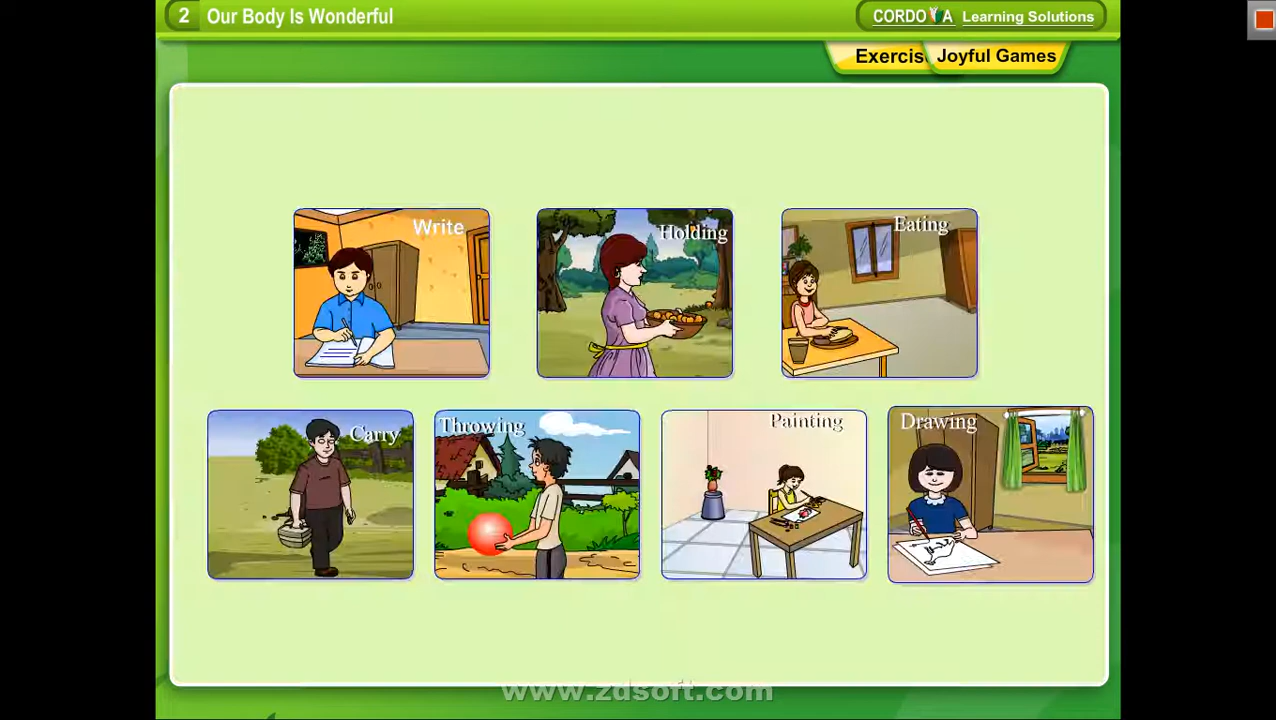 2 Our Body Is Wonderful
CORDOVA Learning Solutions
Exercis Joyful Games
Write
Holding
Eating
Carry
Throwing
Painting
Drawing
www.zdsoft.com